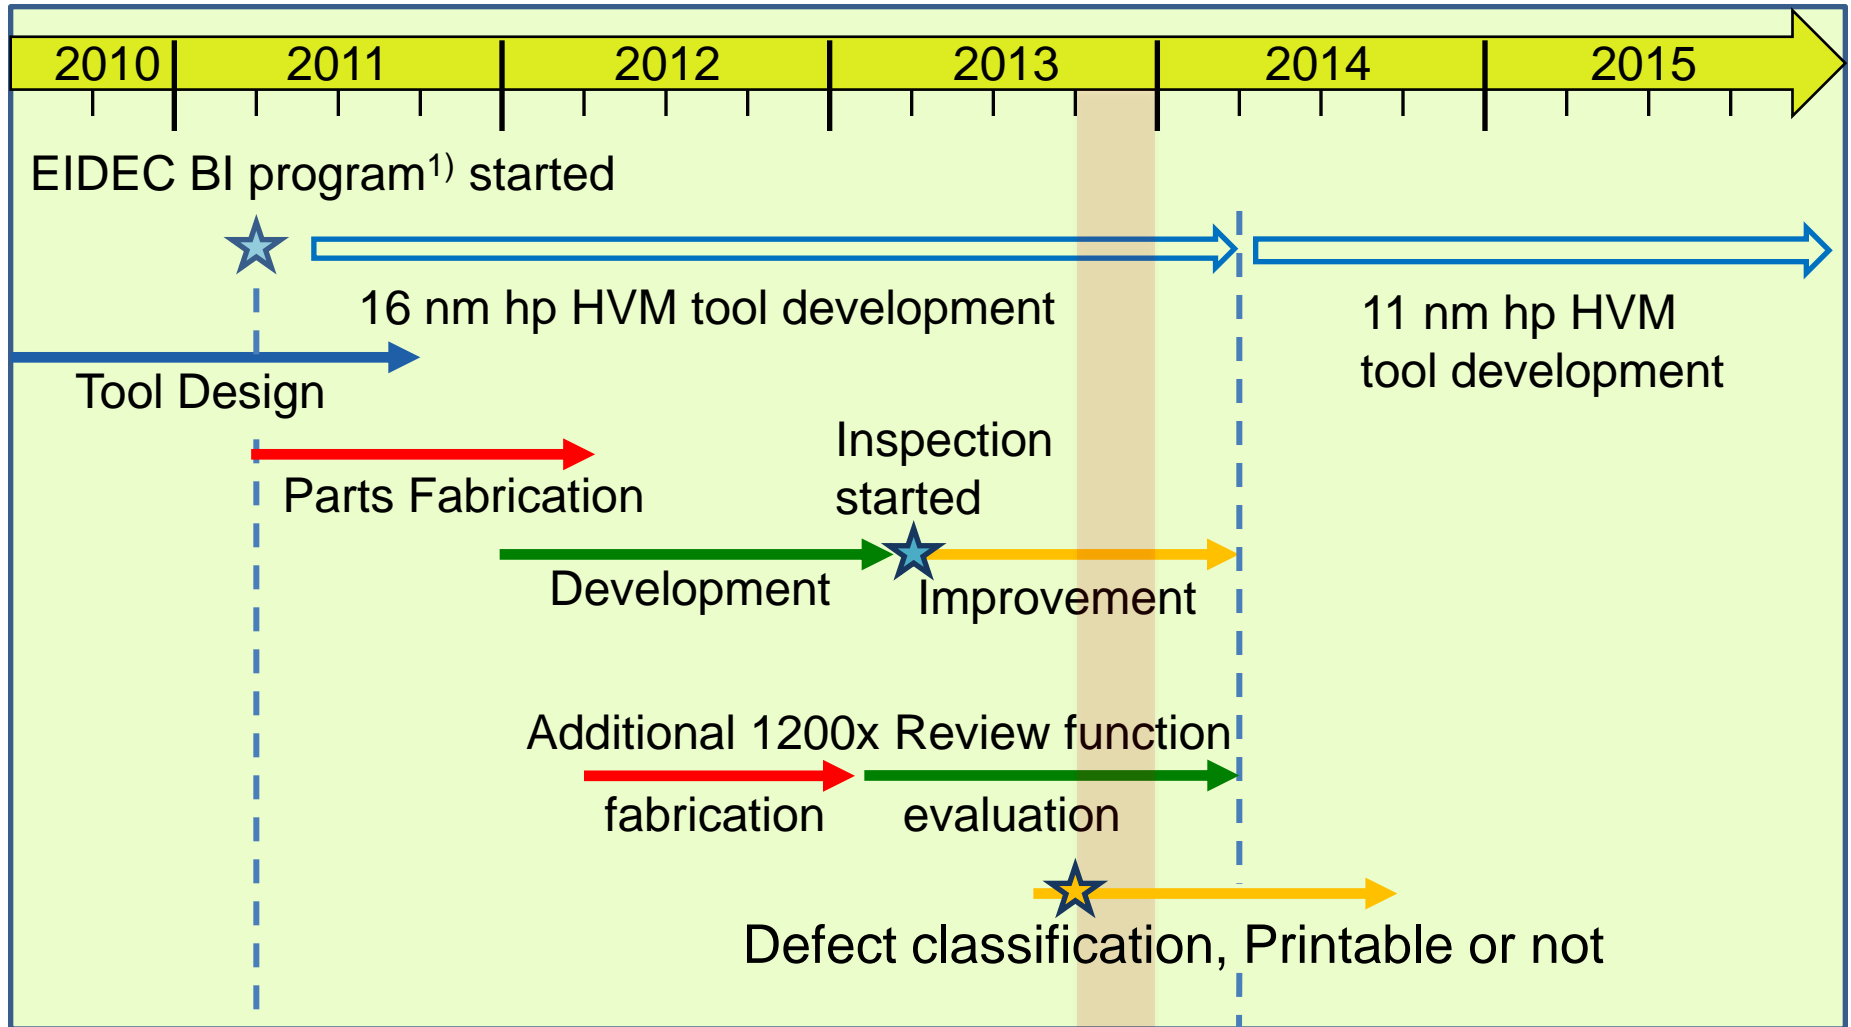 2010 2011 2012 2013 2014 2015
EIDEC BI program1) started
16 nm hp HVM tool development
11 nm hp HVM
tool development
Tool Design
Parts Fabrication
Inspection
started
Development
Improvement
Additional 1200x Review function
fabrication
evaluation
Defect classification, Printable or not